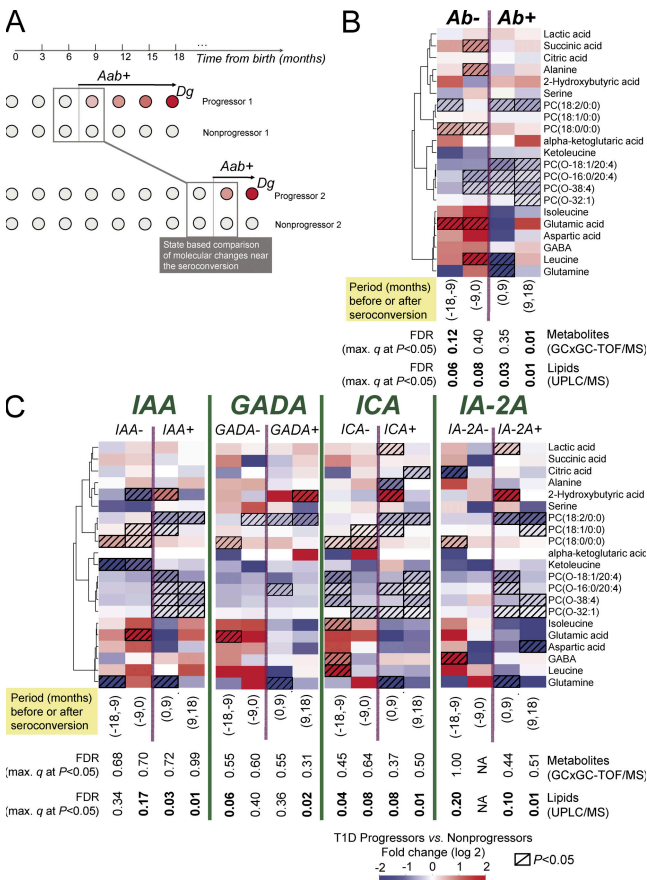 A
...
0 3 6 9 12 15 18 Time from birth (months)
Aab+
Dg
Progressor 1
Nonprogressor 1
Aab+
Dg
Progressor 2
Nonprogressor 2
State based comparison
of molecular changes near
the seroconversion
B
Ab- Ab+
Lactic acid
Succinic acid
Citric acid
Alanine
2-Hydroxybutyric acid
Serine
PC(18:2/0:0)
PC(18:1/0:0)
PC(18:0/0:0)
alpha-ketoglutaric acid
Ketoleucine
PC(O-18:1/20:4)
PC(O-16:0/20:4)
PC(O-38:4)
PC(O-32:1)
Isoleucine
Glutamic acid
Aspartic acid
GABA
Leucine
Glutamine
Period (months)
before or after
seroconversion
(-18,-9) (-9,0) (0,9) (9,18)
FDR
(max. q at P<0.05)
0.12 0.40 0.35 0.01
Metabolites
(GCxGC-TOF/MS)
FDR
(max. q at P<0.05)
0.06 0.08 0.03 0.01
Lipids
(UPLC/MS)
C
IAA GADA ICA IA-2A
IAA- IAA+ GADA- GADA+ ICA- ICA+ IA-2A- IA-2A+
Lactic acid
Succinic acid
Citric acid
Alanine
2-Hydroxybutyric acid
Serine
PC(18:2/0:0)
PC(18:1/0:0)
PC(18:0/0:0)
alpha-ketoglutaric acid
Ketoleucine
PC(O-18:1/20:4)
PC(O-16:0/20:4)
PC(O-38:4)
PC(O-32:1)
Isoleucine
Glutamic acid
Aspartic acid
GABA
Leucine
Glutamine
Period (months)
before or after
seroconversion
(-18,-9) (-9,0) (0,9) (9,18) (-18,-9) (-9,0) (0,9) (9,18) (-18,-9) (-9,0) (0,9) (9,18) (-18,-9) (-9,0) (0,9) (9,18)
FDR
(max. q at P<0.05)
0.68 0.70 0.72 0.99 0.55 0.60 0.55 0.31 0.45 0.64 0.37 0.50 1.00 NA 0.44 0.51
Metabolites
(GCxGC-TOF/MS)
FDR
(max. q at P<0.05)
0.34 0.17 0.03 0.01 0.06 0.40 0.36 0.02 0.04 0.08 0.08 0.01 0.20 NA 0.10 0.01
Lipids
(UPLC/MS)
T1D Progressors vs. Nonprogressors
Fold change (log 2)
-2 -1 0 1 2
P<0.05